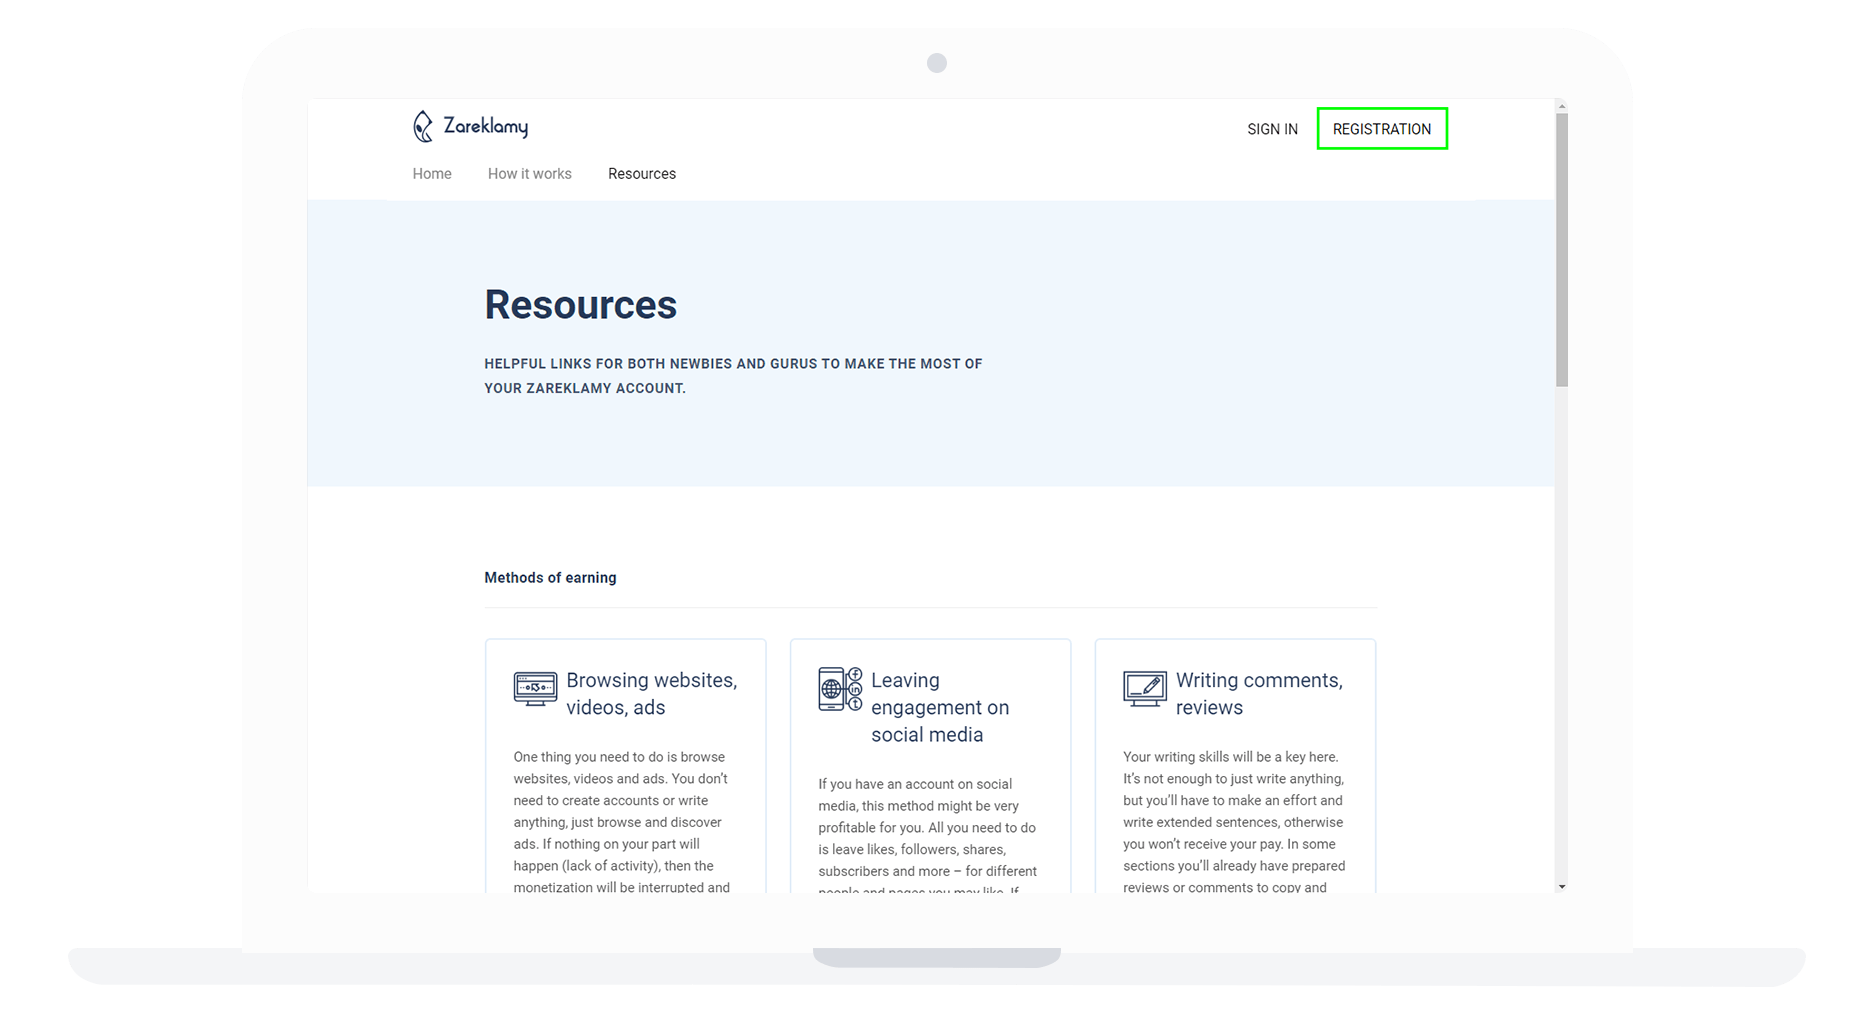 Zareklamy
SIGN IN
REGISTRATION
Home
How it works
Resources
Resources
HELPFUL LINKS FOR BOTH NEWBIES AND GURUS TO MAKE THE MOST OF
YOUR ZAREKLAMY ACCOUNT.
Methods of earning
Browsing websites,
videos, ads
One thing you need to do is browse
websites, videos and ads. You don’t
need to create accounts or write
anything, just browse and discover
ads. If nothing on your part will
happen (lack of activity), then the
monetization will be interrupted and
Leaving
engagement on
social media
If you have an account on social
media, this method might be very
profitable for you. All you need to do
is leave likes, followers, shares,
subscribers and more – for different
people and pages you may like. If
Writing comments,
reviews
Your writing skills will be a key here.
It’s not enough to just write anything,
but you’ll have to make an effort and
write extended sentences, otherwise
you won’t receive your pay. In some
sections you’ll already have prepared
reviews or comments to copy and